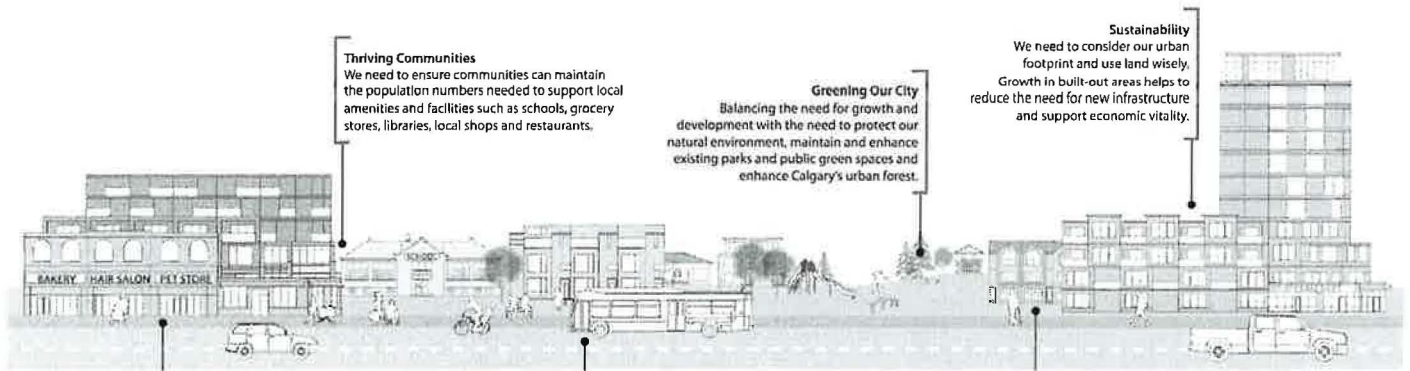 Thriving Communities
We need to ensure communities can maintain
the population numbers needed to support local
amenities and facilities such as schools, grocery
stores, libraries, local shops and restaurants.
Greening Our City
Balancing the need for growth and
development with the need to protect our
natural environment, maintain and enhance
existing parks and public green spaces and
enhance Calgary's urban forest.
Sustainability
We need to consider our urban
footprint and use land wisely.
Growth in built-out areas helps to
reduce the need for new infrastructure
and support economic vitality.
BAKERY HAIR SALON PET STORE
SCHOOL